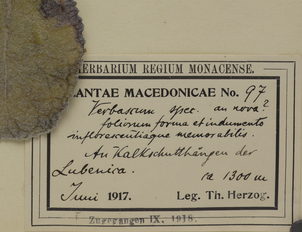 HERBARIUM REGIUM MONACENSE.
PLANTAE MACEDONICAE No. 97
Verbascum spec. an nova?
foliorum forma et indumento
inflorescentiaque memorabilis.
An Kalkschutthängen der
Lubenica. ca 1300 m
Juni 1917. Leg. Th. Herzog.
Zugegangen IX. 1918.